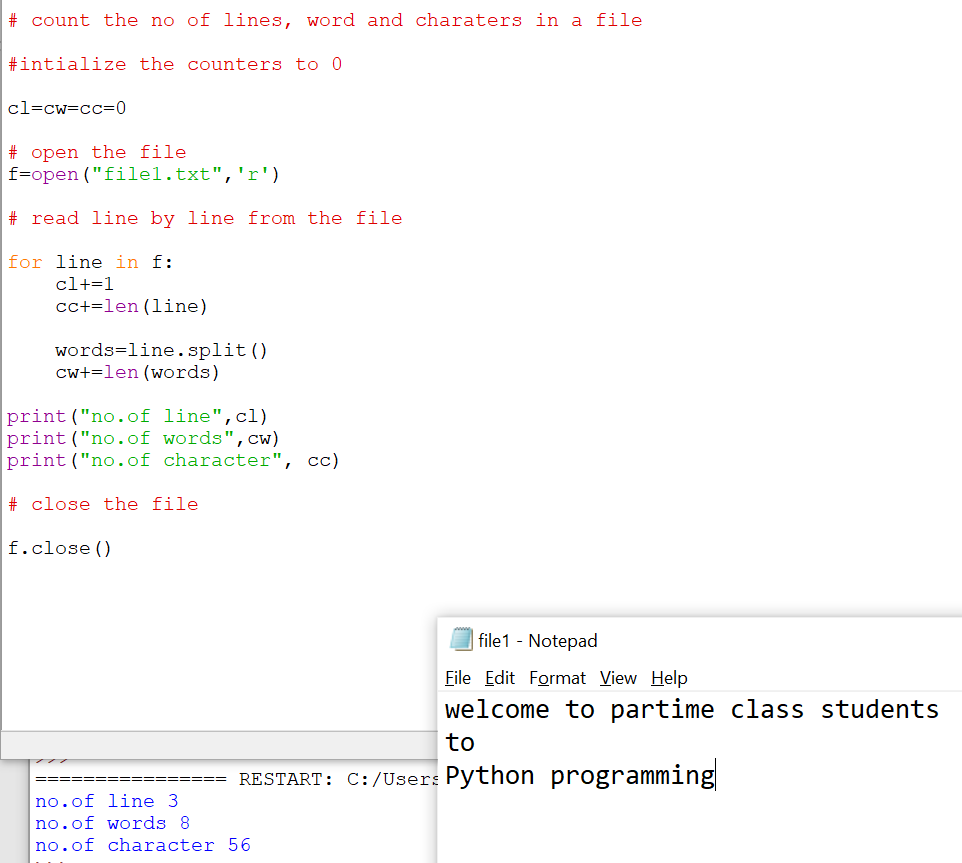 # count the no of lines, word and charaters in a file
#intialize the counters to 0
cl=cw=cc=0
# open the file
f=open("file1.txt",'r')
# read line by line from the file
for line in f:
    cl+=1
    cc+=len(line)
    words=line.split()
    cw+=len(words)
print("no.of line",cl)
print("no.of words",cw)
print("no.of character", cc)
# close the file
f.close()
file1 - Notepad
File Edit Format View Help
welcome to partime class students
to
Python programming
================ RESTART: C:/Users
no.of line 3
no.of words 8
no.of character 56